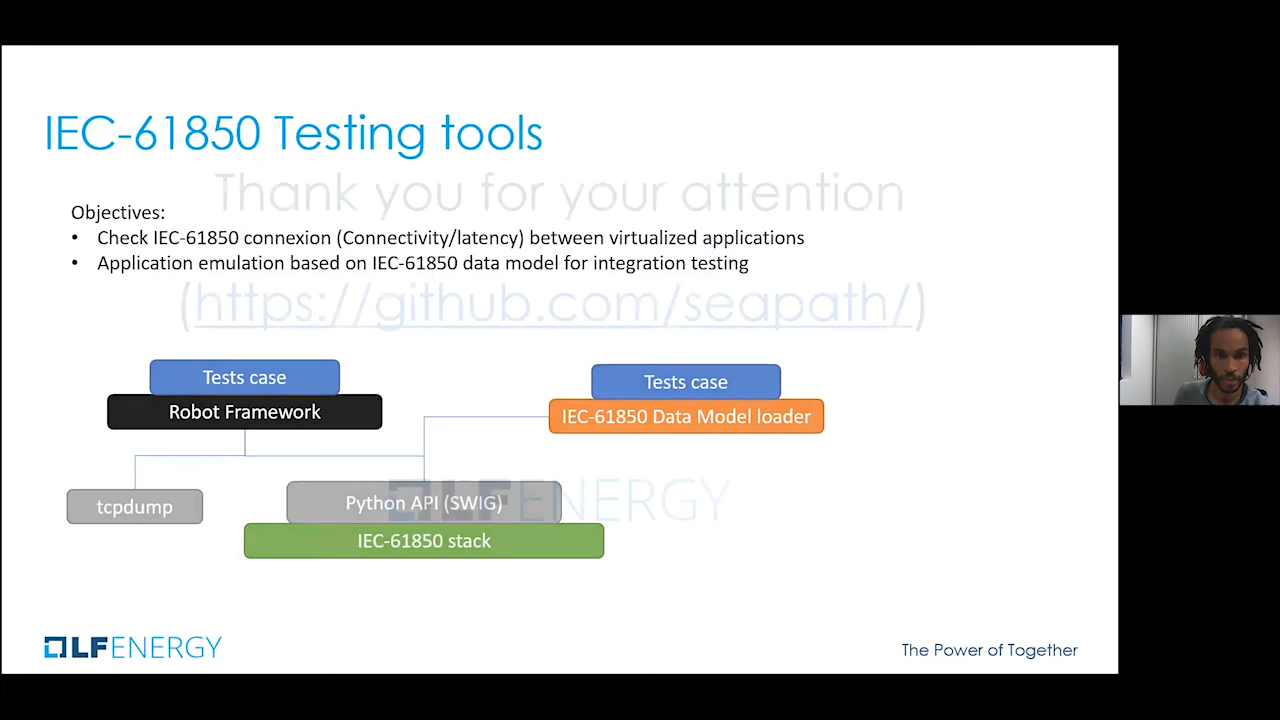 IEC-61850 Testing tools
Thank you for your attention
Objectives:
• Check IEC-61850 connexion (Connectivity/latency) between virtualized applications
• Application emulation based on IEC-61850 data model for integration testing
(https://github.com/seapath/)
Tests case
Robot Framework
Tests case
IEC-61850 Data Model loader
tcpdump
Python API (SWIG)
LFENERGY
IEC-61850 stack
LFENERGY
The Power of Together